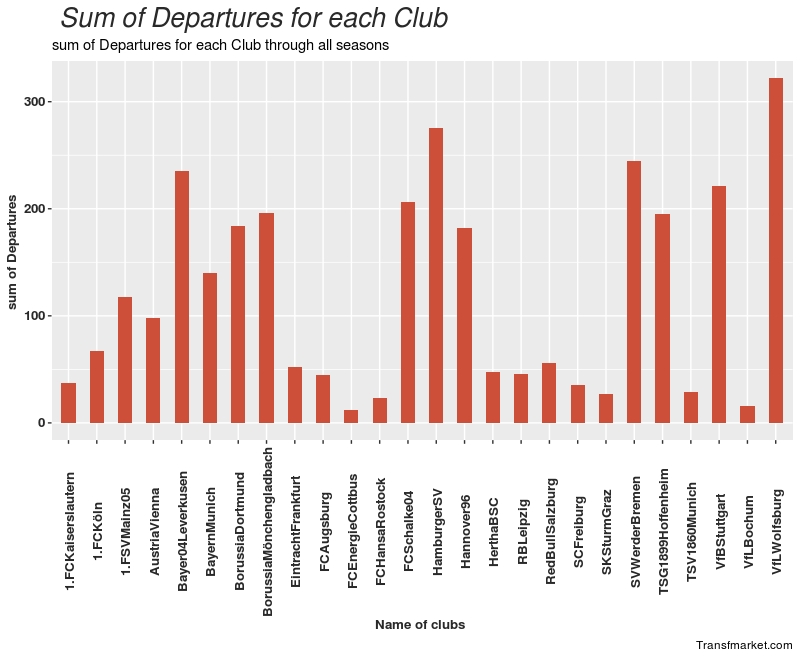 Sum of Departures for each Club
sum of Departures for each Club through all seasons
sum of Departures
300
200
100
0
1.FCKaiserslautern
1.FCKöln
1.FSVMainz05
AustriaVienna
Bayer04Leverkusen
BayernMunich
BorussiaDortmund
BorussiaMönchengladbach
EintrachtFrankfurt
FCAugsburg
FCEnergieCottbus
FCHansaRostock
FCSchalke04
HamburgerSV
Hannover96
HerthaBSC
RBLeipzig
RedBullSalzburg
SCFreiburg
SKSturmGraz
SVWerderBremen
TSG1899Hoffenheim
TSV1860Munich
VfBStuttgart
VfLBochum
VfLWolfsburg
Name of clubs
Transfmarket.com